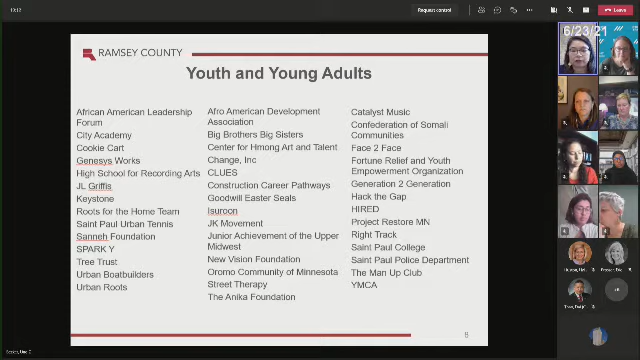 Request control
Leave
6/23/21
RAMSEY COUNTY
Youth and Young Adults
African American Leadership
Forum
City Academy
Cookie Cart
Genesys Works
High School for Recording Arts
JL Griffis
Keystone
Roots for the Home Team
Saint Paul Urban Tennis
Sanneh Foundation
SPARK Y
Tree Trust
Urban Boatbuilders
Urban Roots
Afro American Development
Association
Big Brothers Big Sisters
Center for Hmong Art and Talent
Change, Inc
CLUES
Construction Career Pathways
Goodwill Easter Seals
Isuroon
JK Movement
Junior Achievement of the Upper
Midwest
New Vision Foundation
Oromo Community of Minnesota
Street Therapy
The Anika Foundation
Catalyst Music
Confederation of Somali
Communities
Face 2 Face
Fortune Relief and Youth
Empowerment Organization
Generation 2 Generation
Hack the Gap
HIRED
Project Restore MN
Right Track
Saint Paul College
Saint Paul Police Department
The Man Up Club
YMCA